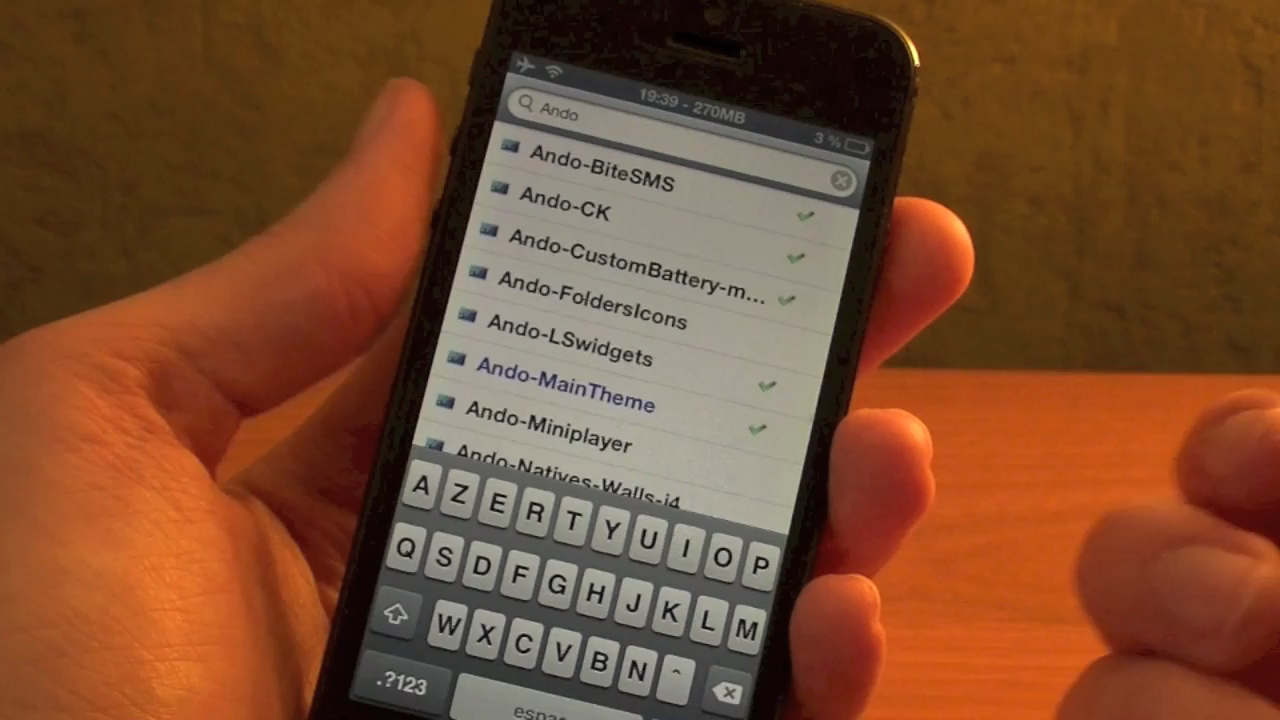 19:39 - 270MB
3 %
Ando
Ando-BiteSMS
Ando-CK
Ando-CustomBattery-m...
Ando-FoldersIcons
Ando-LSwidgets
Ando-MainTheme
Ando-Miniplayer
Ando-Natives-Walls-i4
A Z E R T Y U I O P
Q S D F G H J K L M
W X C V B N ^
.?123